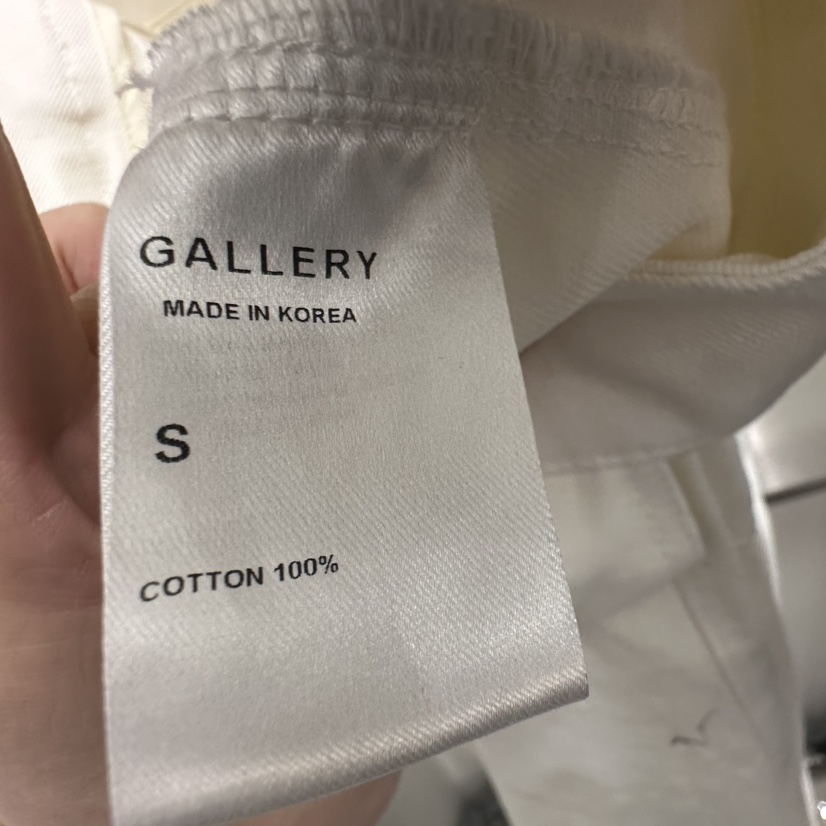 GALLERY
MADE IN KOREA
S
COTTON 100%